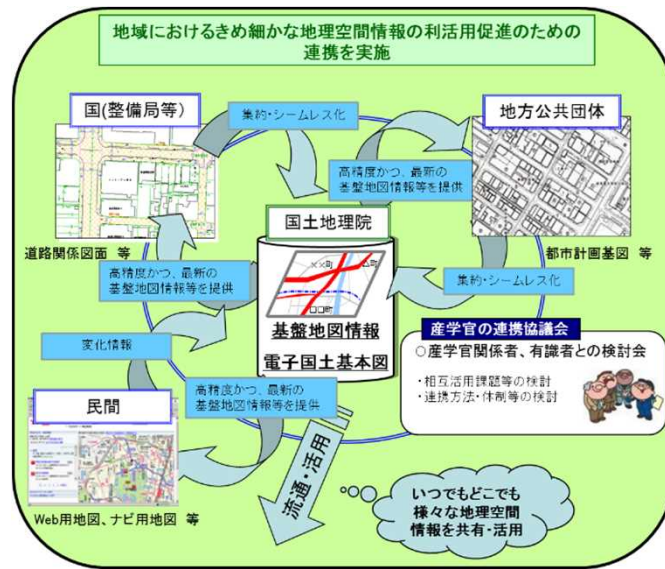 地域におけるきめ細かな地理空間情報の利活用促進のための
連携を実施
国(整備局等)
集約・シームレス化
地方公共団体
高精度かつ、最新の
基盤地図情報等を提供
国土地理院
道路関係図面 等
都市計画基図 等
高精度かつ、最新の
基盤地図情報等を提供
××町
口口町
集約・シームレス化
基盤地図情報
電子国土基本図
産学官の連携協議会
○産学官関係者、有識者との検討会
・相互活用課題等の検討
・連携方法・体制等の検討
変化情報
高精度かつ、最新の
基盤地図情報等を提供
民間
流通・活用
Web用地図、ナビ用地図 等
いつでもどこでも
様々な地理空間
情報を共有・活用